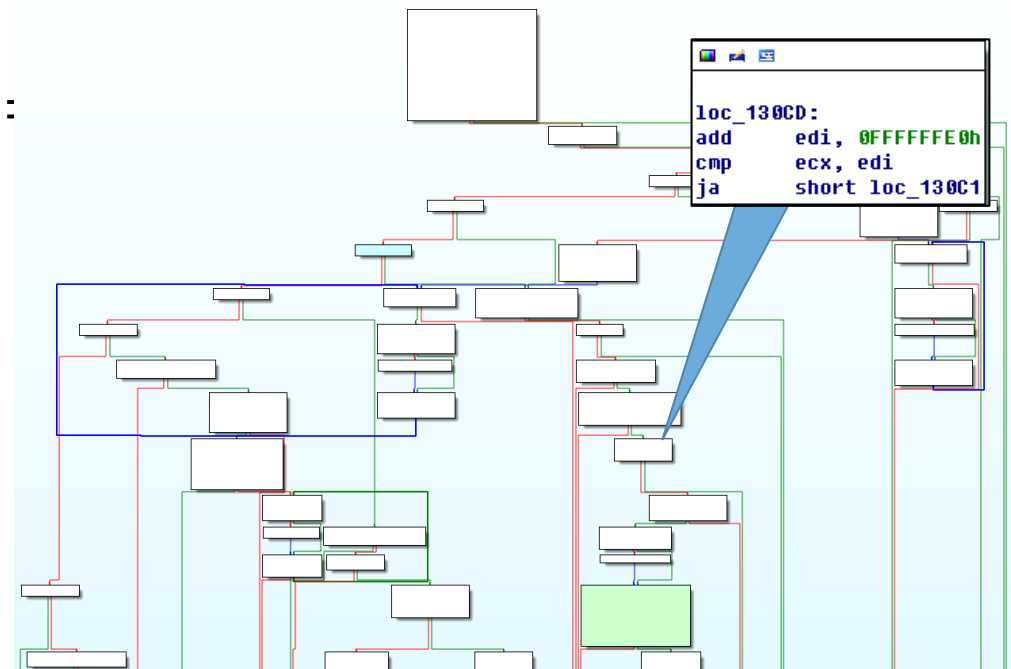 loc_130CD:
add edi, 0FFFFFFE0h
cmp ecx, edi
ja short loc_130C1